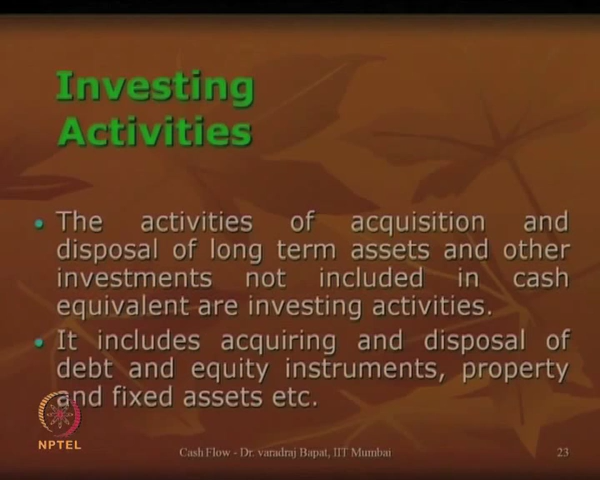 Investing
Activities
• The activities of acquisition and
disposal of long term assets and other
investments not included in cash
equivalent are investing activities.
• It includes acquiring and disposal of
debt and equity instruments, property
and fixed assets etc.
NPTEL
Cash Flow - Dr. varadraj Bapat, IIT Mumbai
23